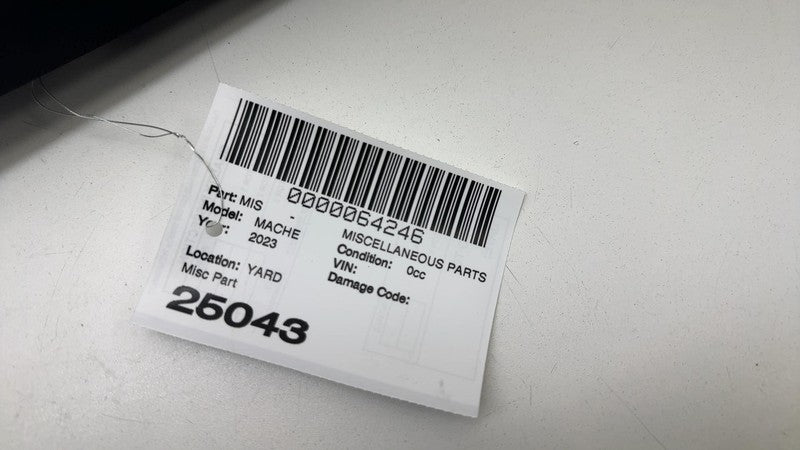 0000064246
Part: MIS - MISCELLANEOUS PARTS
Model: MACHE Condition: 0cc
Year: 2023 VIN:
Damage Code:
Location: YARD
Misc Part
25043